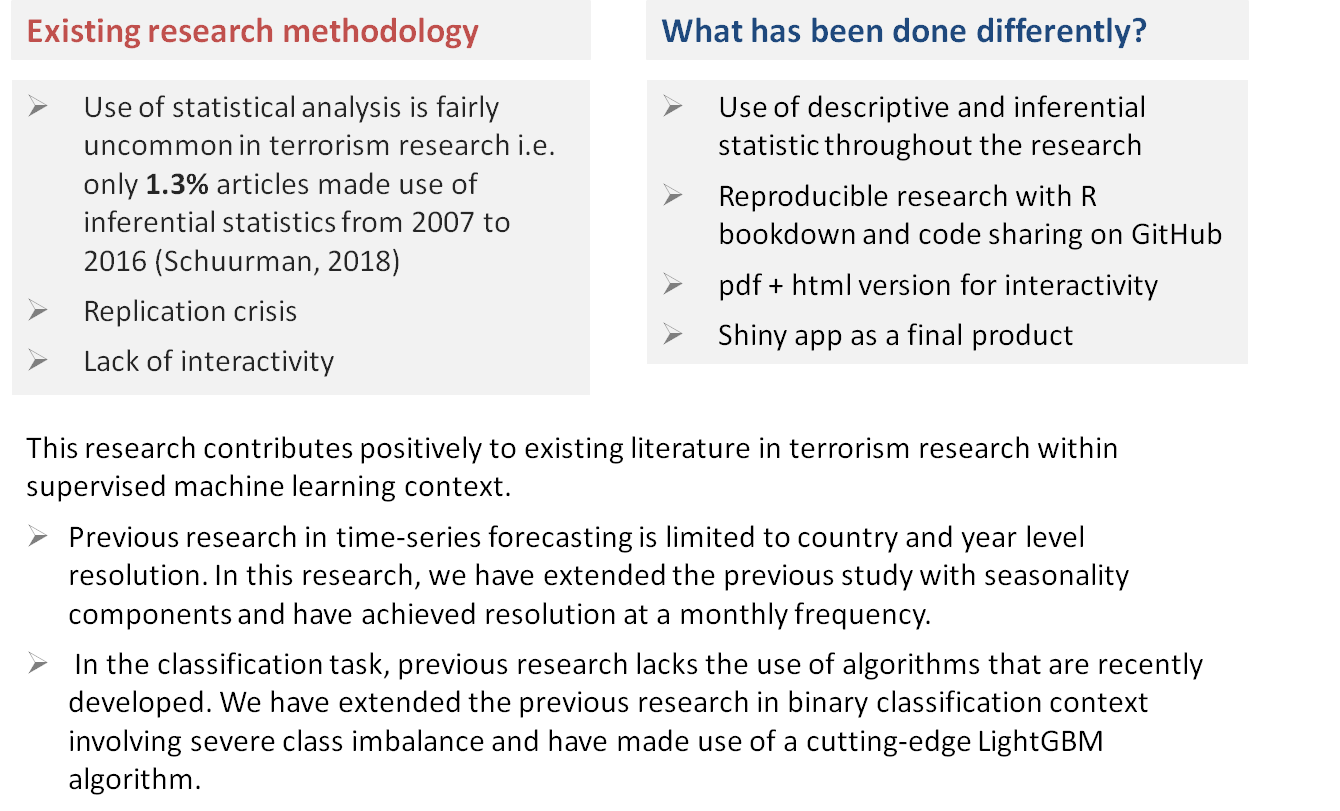 Existing research methodology
Use of statistical analysis is fairly
uncommon in terrorism research i.e.
only 1.3% articles made use of
inferential statistics from 2007 to
2016 (Schuurman, 2018)
Replication crisis
Lack of interactivity
What has been done differently?
Use of descriptive and inferential
statistic throughout the research
Reproducible research with R
bookdown and code sharing on GitHub
pdf + html version for interactivity
Shiny app as a final product
This research contributes positively to existing literature in terrorism research within
supervised machine learning context.
Previous research in time-series forecasting is limited to country and year level
resolution. In this research, we have extended the previous study with seasonality
components and have achieved resolution at a monthly frequency.
In the classification task, previous research lacks the use of algorithms that are recently
developed. We have extended the previous research in binary classification context
involving severe class imbalance and have made use of a cutting-edge LightGBM
algorithm.